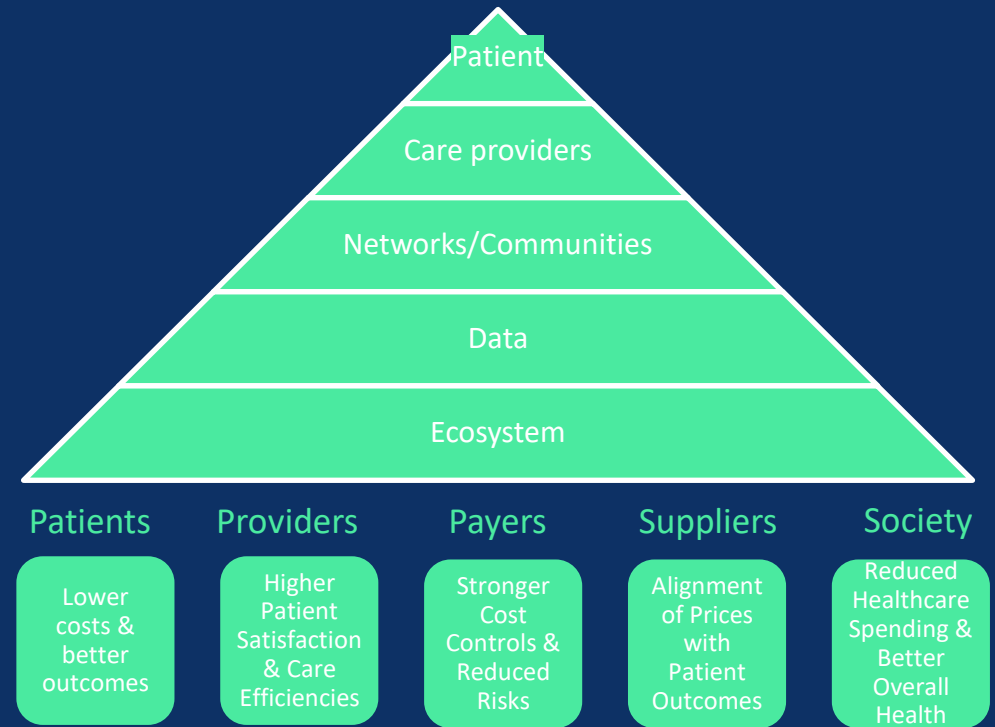 Patient
Care providers
Networks/Communities
Data
Ecosystem
Patients
Providers
Payers
Suppliers
Society
Lower
costs &
better
outcomes
Higher
Patient
Satisfaction
& Care
Efficiencies
Stronger
Cost
Controls &
Reduced
Risks
Alignment
of Prices
with
Patient
Outcomes
Reduced
Healthcare
Spending &
Better
Overall
Health